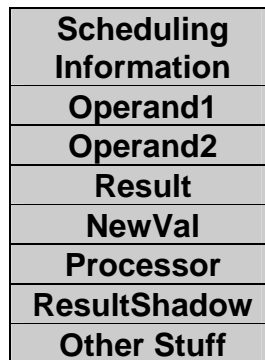 Scheduling
Information
Operand1
Operand2
Result
NewVal
Processor
ResultShadow
Other Stuff